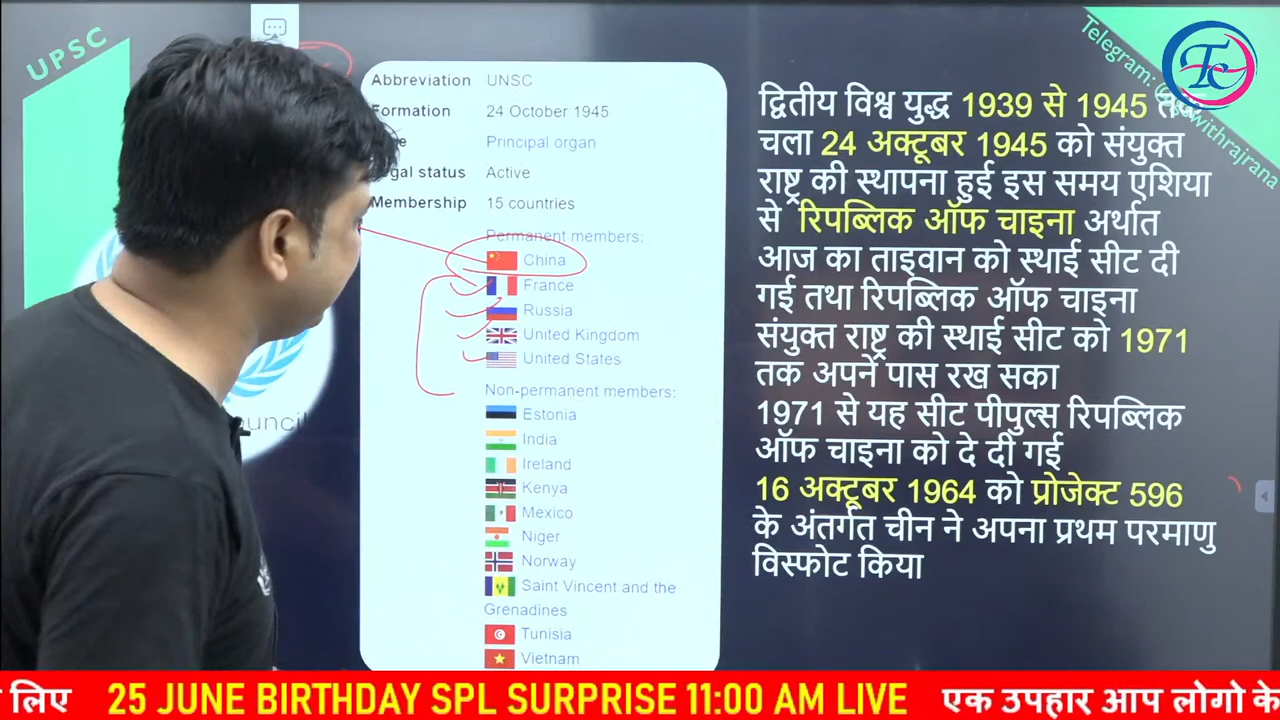 UPSC
Abbreviation UNSC
Formation 24 October 1945
Principal organ
Legal status Active
Membership 15 countries
Permanent members:
China
France
Russia
United Kingdom
United States
Non-permanent members:
Estonia
India
Ireland
Kenya
Mexico
Niger
Norway
Saint Vincent and the
Grenadines
Tunisia
Vietnam
द्वितीय विश्व युद्ध 1939 से 1945 तक
चला 24 अक्टूबर 1945 को संयुक्त
राष्ट्र की स्थापना हुई इस समय एशिया
से रिपब्लिक ऑफ चाइना अर्थात
आज का ताइवान को स्थाई सीट दी
गई तथा रिपब्लिक ऑफ चाइना
संयुक्त राष्ट्र की स्थाई सीट को 1971
तक अपने पास रख सका
1971 से यह सीट पीपुल्स रिपब्लिक
ऑफ चाइना को दे दी गई
16 अक्टूबर 1964 को प्रोजेक्ट 596
के अंतर्गत चीन ने अपना प्रथम परमाणु
विस्फोट किया
Telegram:
Tc
लिए 25 JUNE BIRTHDAY SPL SURPRISE 11:00 AM LIVE एक उपहार आप लोगो के